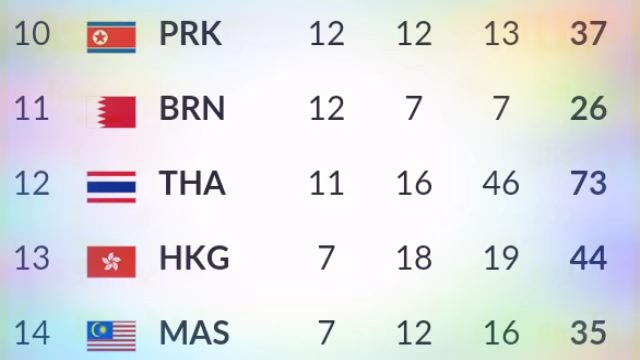 10 PRK 12 12 13 37
11 BRN 12 7 7 26
12 THA 11 16 46 73
13 HKG 7 18 19 44
14 MAS 7 12 16 35